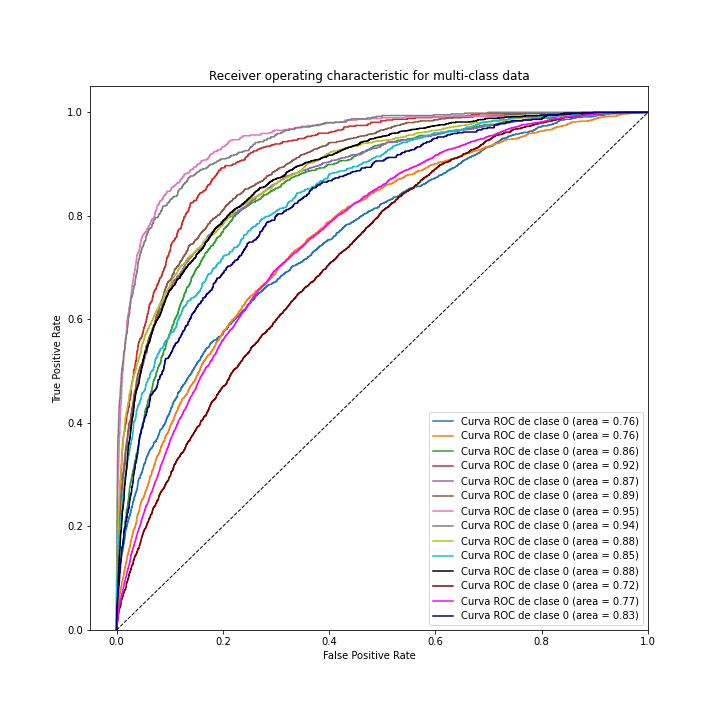 Receiver operating characteristic for multi-class data
1.0
0.8
0.6
0.4
0.2
0.0
True Positive Rate
Curva ROC de clase 0 (area = 0.76)
Curva ROC de clase 0 (area = 0.76)
Curva ROC de clase 0 (area = 0.86)
Curva ROC de clase 0 (area = 0.92)
Curva ROC de clase 0 (area = 0.87)
Curva ROC de clase 0 (area = 0.89)
Curva ROC de clase 0 (area = 0.95)
Curva ROC de clase 0 (area = 0.94)
Curva ROC de clase 0 (area = 0.88)
Curva ROC de clase 0 (area = 0.85)
Curva ROC de clase 0 (area = 0.88)
Curva ROC de clase 0 (area = 0.72)
Curva ROC de clase 0 (area = 0.77)
Curva ROC de clase 0 (area = 0.83)
0.0 0.2 0.4 0.6 0.8 1.0
False Positive Rate